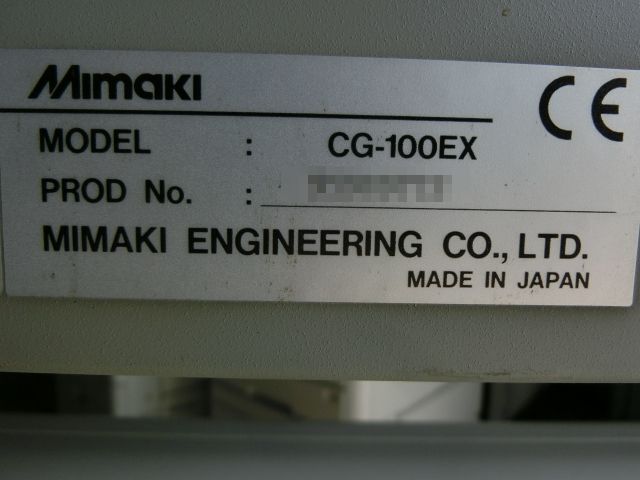 Mimaki
CE
MODEL : CG-100EX
PROD No. :
MIMAKI ENGINEERING CO., LTD.
MADE IN JAPAN